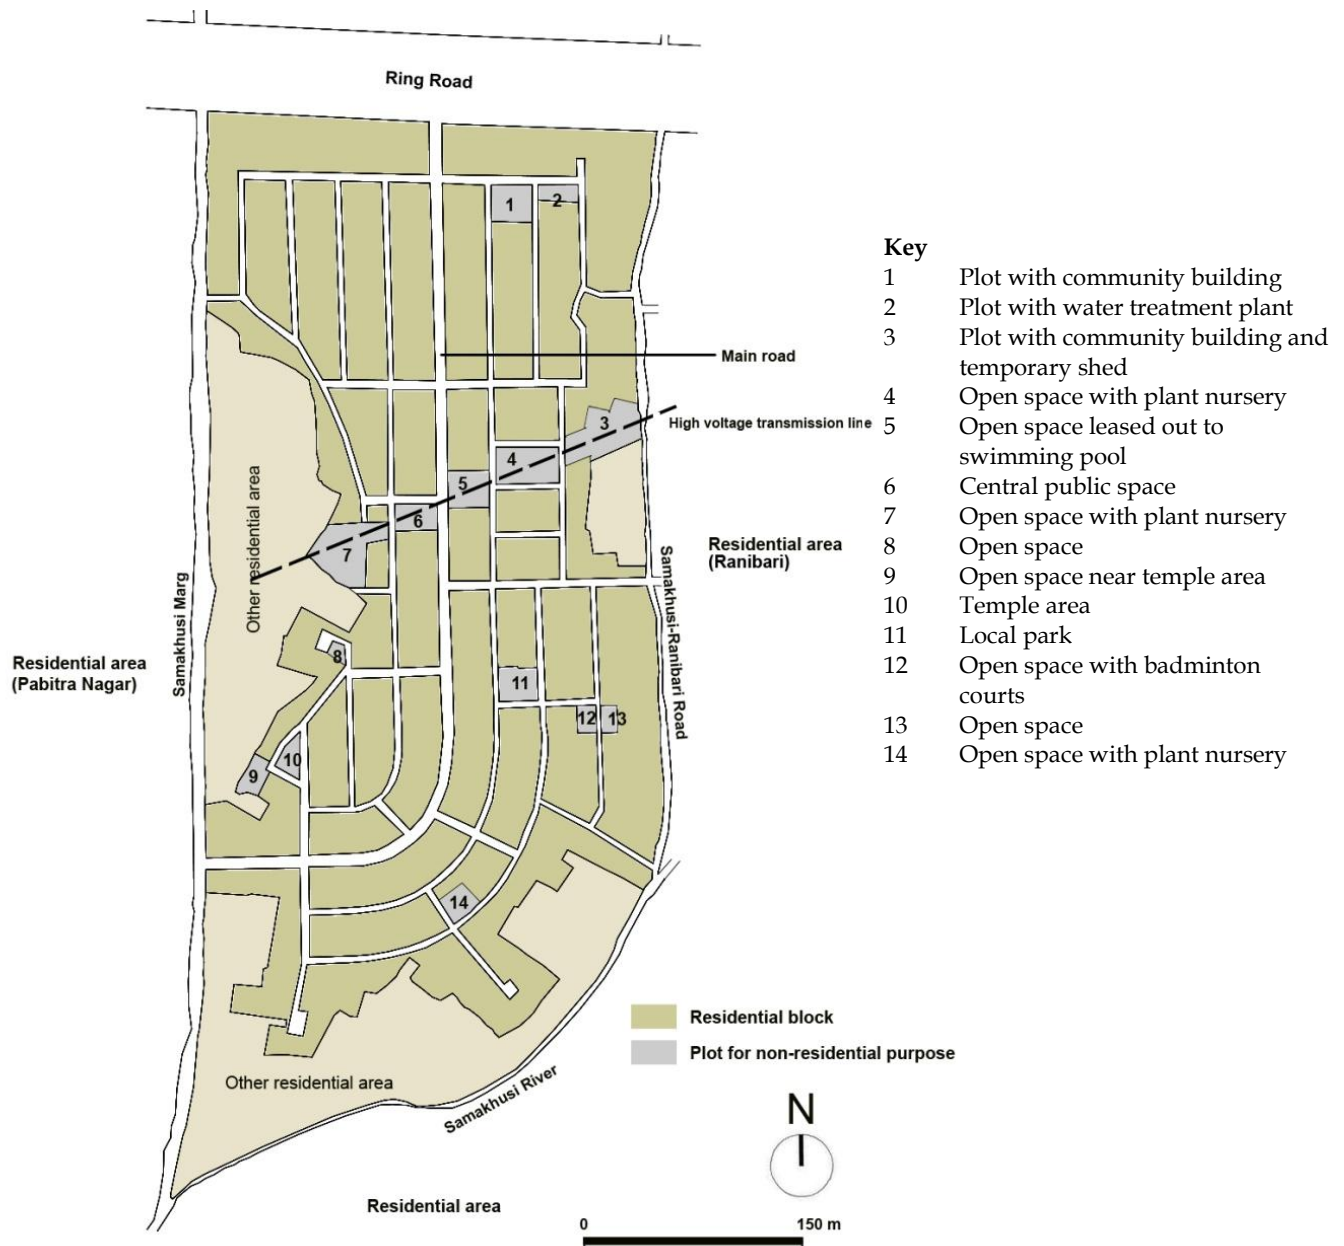 Ring Road
1
2
Main road
3
High voltage transmission line
4
5
6
7
Other residential area
Residential area
(Ranibari)
Samakhusi Marg
Samakhusi-Ranibari Road
Residential area
(Pabitra Nagar)
8
9
10
11
12
13
14
Other residential area
Samakhusi River
Residential area
Residential block
Plot for non-residential purpose
N
0 150 m
Key
1 Plot with community building
2 Plot with water treatment plant
3 Plot with community building and
temporary shed
4 Open space with plant nursery
5 Open space leased out to
swimming pool
6 Central public space
7 Open space with plant nursery
8 Open space
9 Open space near temple area
10 Temple area
11 Local park
12 Open space with badminton
courts
13 Open space
14 Open space with plant nursery